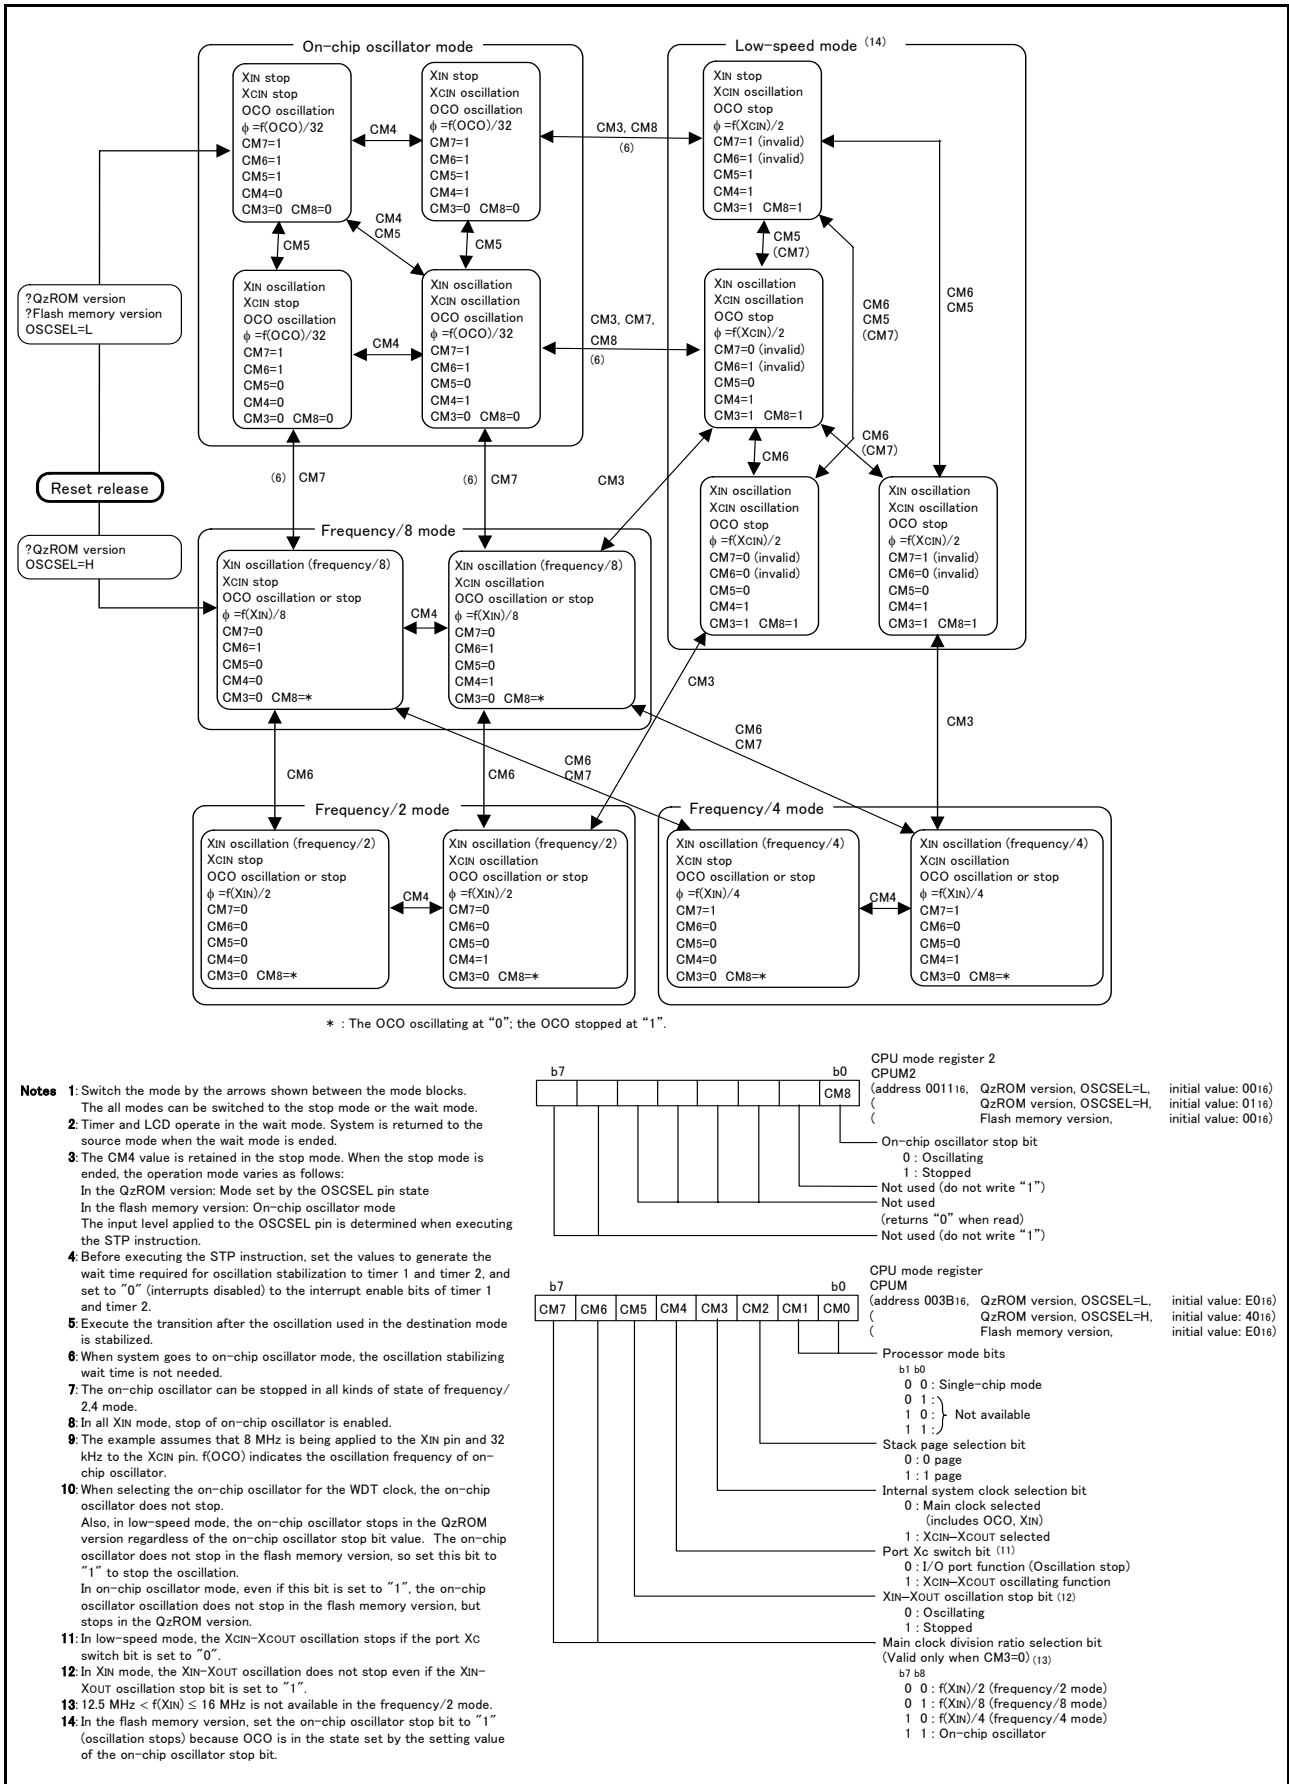 On-chip oscillator mode
XIN stop
XCIN stop
OCO oscillation
φ =f(OCO)/32
CM7=1
CM6=1
CM5=1
CM4=0
CM3=0 CM8=0
CM4
XIN stop
XCIN oscillation
OCO oscillation
φ =f(OCO)/32
CM7=1
CM6=1
CM5=1
CM4=1
CM3=0 CM8=0
CM5
CM4
CM5
CM5
XIN oscillation
XCIN stop
OCO oscillation
φ =f(OCO)/32
CM7=1
CM6=1
CM5=0
CM4=0
CM3=0 CM8=0
CM4
XIN oscillation
XCIN oscillation
OCO oscillation
φ =f(OCO)/32
CM7=1
CM6=1
CM5=0
CM4=1
CM3=0 CM8=0
CM3, CM8
(6)
CM3, CM7,
CM8
(6)
Low-speed mode (14)
XIN stop
XCIN oscillation
OCO stop
φ =f(XCIN)/2
CM7=1 (invalid)
CM6=1 (invalid)
CM5=1
CM4=1
CM3=1 CM8=1
CM5
(CM7)
XIN oscillation
XCIN oscillation
OCO stop
φ =f(XCIN)/2
CM7=0 (invalid)
CM6=1 (invalid)
CM5=0
CM4=1
CM3=1 CM8=1
CM6
CM5
(CM7)
CM6
CM5
CM6
CM6
(CM7)
XIN oscillation
XCIN oscillation
OCO stop
φ =f(XCIN)/2
CM7=0 (invalid)
CM6=0 (invalid)
CM5=0
CM4=1
CM3=1 CM8=1
XIN oscillation
XCIN oscillation
OCO stop
φ =f(XCIN)/2
CM7=1 (invalid)
CM6=0 (invalid)
CM5=0
CM4=1
CM3=1 CM8=1
?QzROM version
?Flash memory version
OSCSEL=L
Reset release
?QzROM version
OSCSEL=H
(6) CM7
(6) CM7
CM3
Frequency/8 mode
XIN oscillation (frequency/8)
XCIN stop
OCO oscillation or stop
φ =f(XIN)/8
CM7=0
CM6=1
CM5=0
CM4=0
CM3=0 CM8=*
CM4
XIN oscillation (frequency/8)
XCIN oscillation
OCO oscillation or stop
φ =f(XIN)/8
CM7=0
CM6=1
CM5=0
CM4=1
CM3=0 CM8=*
CM3
CM3
CM6
CM6
CM6
CM7
CM6
CM7
Frequency/2 mode
XIN oscillation (frequency/2)
XCIN stop
OCO oscillation or stop
φ =f(XIN)/2
CM7=0
CM6=0
CM5=0
CM4=0
CM3=0 CM8=*
CM4
XIN oscillation (frequency/2)
XCIN oscillation
OCO oscillation or stop
φ =f(XIN)/2
CM7=0
CM6=0
CM5=0
CM4=1
CM3=0 CM8=*
Frequency/4 mode
XIN oscillation (frequency/4)
XCIN stop
OCO oscillation or stop
φ =f(XIN)/4
CM7=1
CM6=0
CM5=0
CM4=0
CM3=0 CM8=*
CM4
XIN oscillation (frequency/4)
XCIN oscillation
OCO oscillation or stop
φ =f(XIN)/4
CM7=1
CM6=0
CM5=0
CM4=1
CM3=0 CM8=*
* : The OCO oscillating at “0”; the OCO stopped at “1”.
Notes 1: Switch the mode by the arrows shown between the mode blocks.
The all modes can be switched to the stop mode or the wait mode.
2: Timer and LCD operate in the wait mode. System is returned to the
source mode when the wait mode is ended.
3: The CM4 value is retained in the stop mode. When the stop mode is
ended, the operation mode varies as follows:
In the QzROM version: Mode set by the OSCSEL pin state
In the flash memory version: On-chip oscillator mode
The input level applied to the OSCSEL pin is determined when executing
the STP instruction.
4: Before executing the STP instruction, set the values to generate the
wait time required for oscillation stabilization to timer 1 and timer 2, and
set to "0" (interrupts disabled) to the interrupt enable bits of timer 1
and timer 2.
5: Execute the transition after the oscillation used in the destination mode
is stabilized.
6: When system goes to on-chip oscillator mode, the oscillation stabilizing
wait time is not needed.
7: The on-chip oscillator can be stopped in all kinds of state of frequency/
2,4 mode.
8: In all XIN mode, stop of on-chip oscillator is enabled.
9: The example assumes that 8 MHz is being applied to the XIN pin and 32
kHz to the XCIN pin. f(OCO) indicates the oscillation frequency of on-
chip oscillator.
10: When selecting the on-chip oscillator for the WDT clock, the on-chip
oscillator does not stop.
Also, in low-speed mode, the on-chip oscillator stops in the QzROM
version regardless of the on-chip oscillator stop bit value. The on-chip
oscillator does not stop in the flash memory version, so set this bit to
"1" to stop the oscillation.
In on-chip oscillator mode, even if this bit is set to "1", the on-chip
oscillator oscillation does not stop in the flash memory version, but
stops in the QzROM version.
11: In low-speed mode, the XCIN-XCOUT oscillation stops if the port XC
switch bit is set to "0".
12: In XIN mode, the XIN-XOUT oscillation does not stop even if the XIN-
XOUT oscillation stop bit is set to "1".
13: 12.5 MHz < f(XIN) ≤ 16 MHz is not available in the frequency/2 mode.
14: In the flash memory version, set the on-chip oscillator stop bit to "1"
(oscillation stops) because OCO is in the state set by the setting value
of the on-chip oscillator stop bit.
b7 b0
CM8
CPU mode register 2
CPUM2
(address 001116, QzROM version, OSCSEL=L, initial value: 0016)
( QzROM version, OSCSEL=H, initial value: 0116)
( Flash memory version, initial value: 0016)
On-chip oscillator stop bit
0 : Oscillating
1 : Stopped
Not used (do not write “1”)
Not used
(returns “0” when read)
Not used (do not write “1”)
b7 b0
CM7 CM6 CM5 CM4 CM3 CM2 CM1 CM0
CPU mode register
CPUM
(address 003B16, QzROM version, OSCSEL=L, initial value: E016)
( QzROM version, OSCSEL=H, initial value: 4016)
( Flash memory version, initial value: E016)
Processor mode bits
b1 b0
0 0 : Single-chip mode
0 1 :
1 0 : Not available
1 1 :
Stack page selection bit
0 : 0 page
1 : 1 page
Internal system clock selection bit
0 : Main clock selected
(includes OCO, XIN)
1 : XCIN–XCOUT selected
Port Xc switch bit (11)
0 : I/O port function (Oscillation stop)
1 : XCIN–XCOUT oscillating function
XIN–XOUT oscillation stop bit (12)
0 : Oscillating
1 : Stopped
Main clock division ratio selection bit
(Valid only when CM3=0) (13)
b7 b8
0 0 : f(XIN)/2 (frequency/2 mode)
0 1 : f(XIN)/8 (frequency/8 mode)
1 0 : f(XIN)/4 (frequency/4 mode)
1 1 : On-chip oscillator